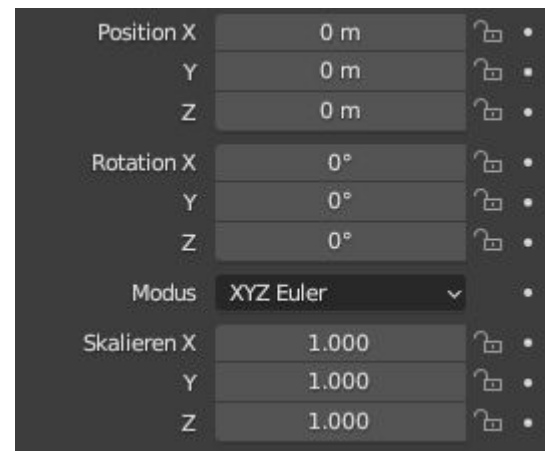 Position X 0 m
Y 0 m
Z 0 m
Rotation X 0°
Y 0°
Z 0°
Modus XYZ Euler
Skalieren X 1.000
Y 1.000
Z 1.000